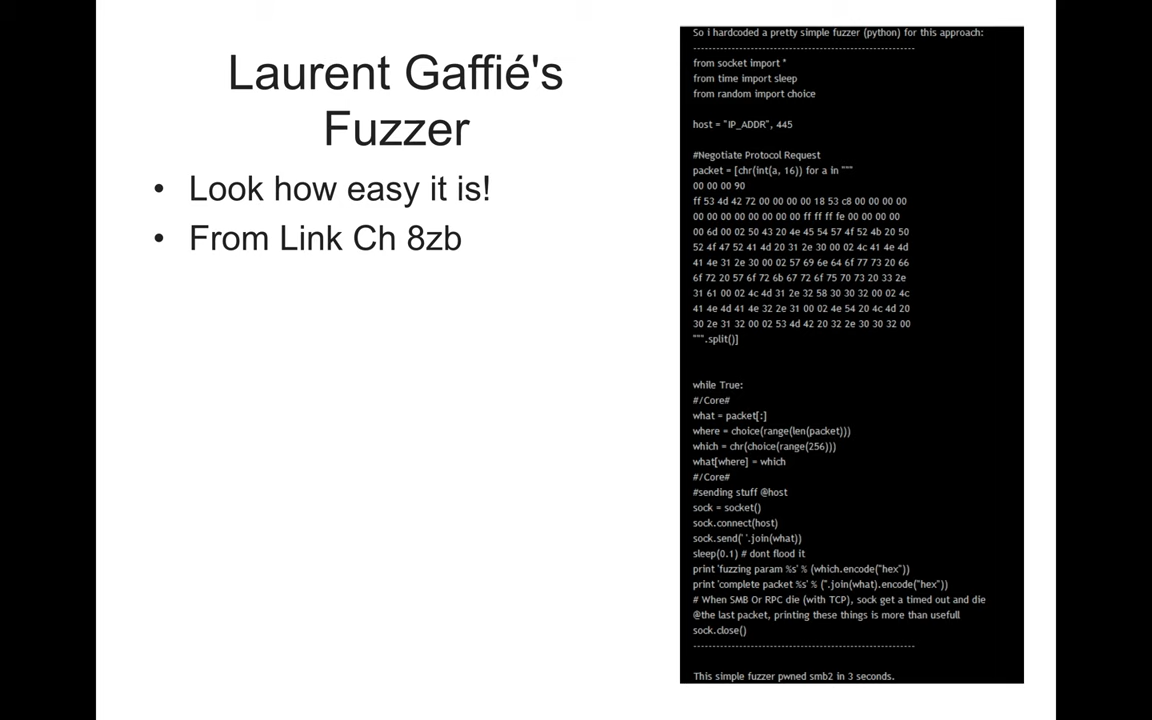 Laurent Gaffié's
Fuzzer
• Look how easy it is!
• From Link Ch 8zb
So i hardcoded a pretty simple fuzzer (python) for this approach:
-------------------------------------------------------
from socket import *
from time import sleep
from random import choice
host = "IP_ADDR", 445
#Negotiate Protocol Request
packet = [chr(int(a, 16)) for a in """
00 00 00 90
ff 53 4d 42 72 00 00 00 00 18 53 c8 00 00 00 00
00 00 00 00 00 00 00 00 ff ff ff fe 00 00 00 00
00 6d 00 02 50 43 20 4e 45 54 57 4f 52 4b 20 50
52 4f 47 52 41 4d 20 31 2e 30 00 02 4c 41 4e 4d
41 4e 31 2e 30 00 02 57 69 6e 64 6f 77 73 20 66
6f 72 20 57 6f 72 6b 67 72 6f 75 70 73 20 33 2e
31 61 00 02 4c 4d 31 2e 32 58 30 30 32 00 02 4c
41 4e 4d 41 4e 32 2e 31 00 02 4e 54 20 4c 4d 20
30 2e 31 32 00 02 53 4d 42 20 32 2e 30 30 32 00
""".split()]
while True:
#/Core#
what = packet[:]
where = choice(range(len(packet)))
which = chr(choice(range(256)))
what[where] = which
#/Core#
#sending stuff @host
sock = socket()
sock.connect(host)
sock.send(' '.join(what))
sleep(0.1) # dont flood it
print 'fuzzing param %s' % (which.encode("hex"))
print 'complete packet %s' % (''.join(what).encode("hex"))
# When SMB Or RPC die (with TCP), sock get a timed out and die
@the last packet, printing these things is more than usefull
sock.close()
-------------------------------------------------------
This simple fuzzer pwned smb2 in 3 seconds.